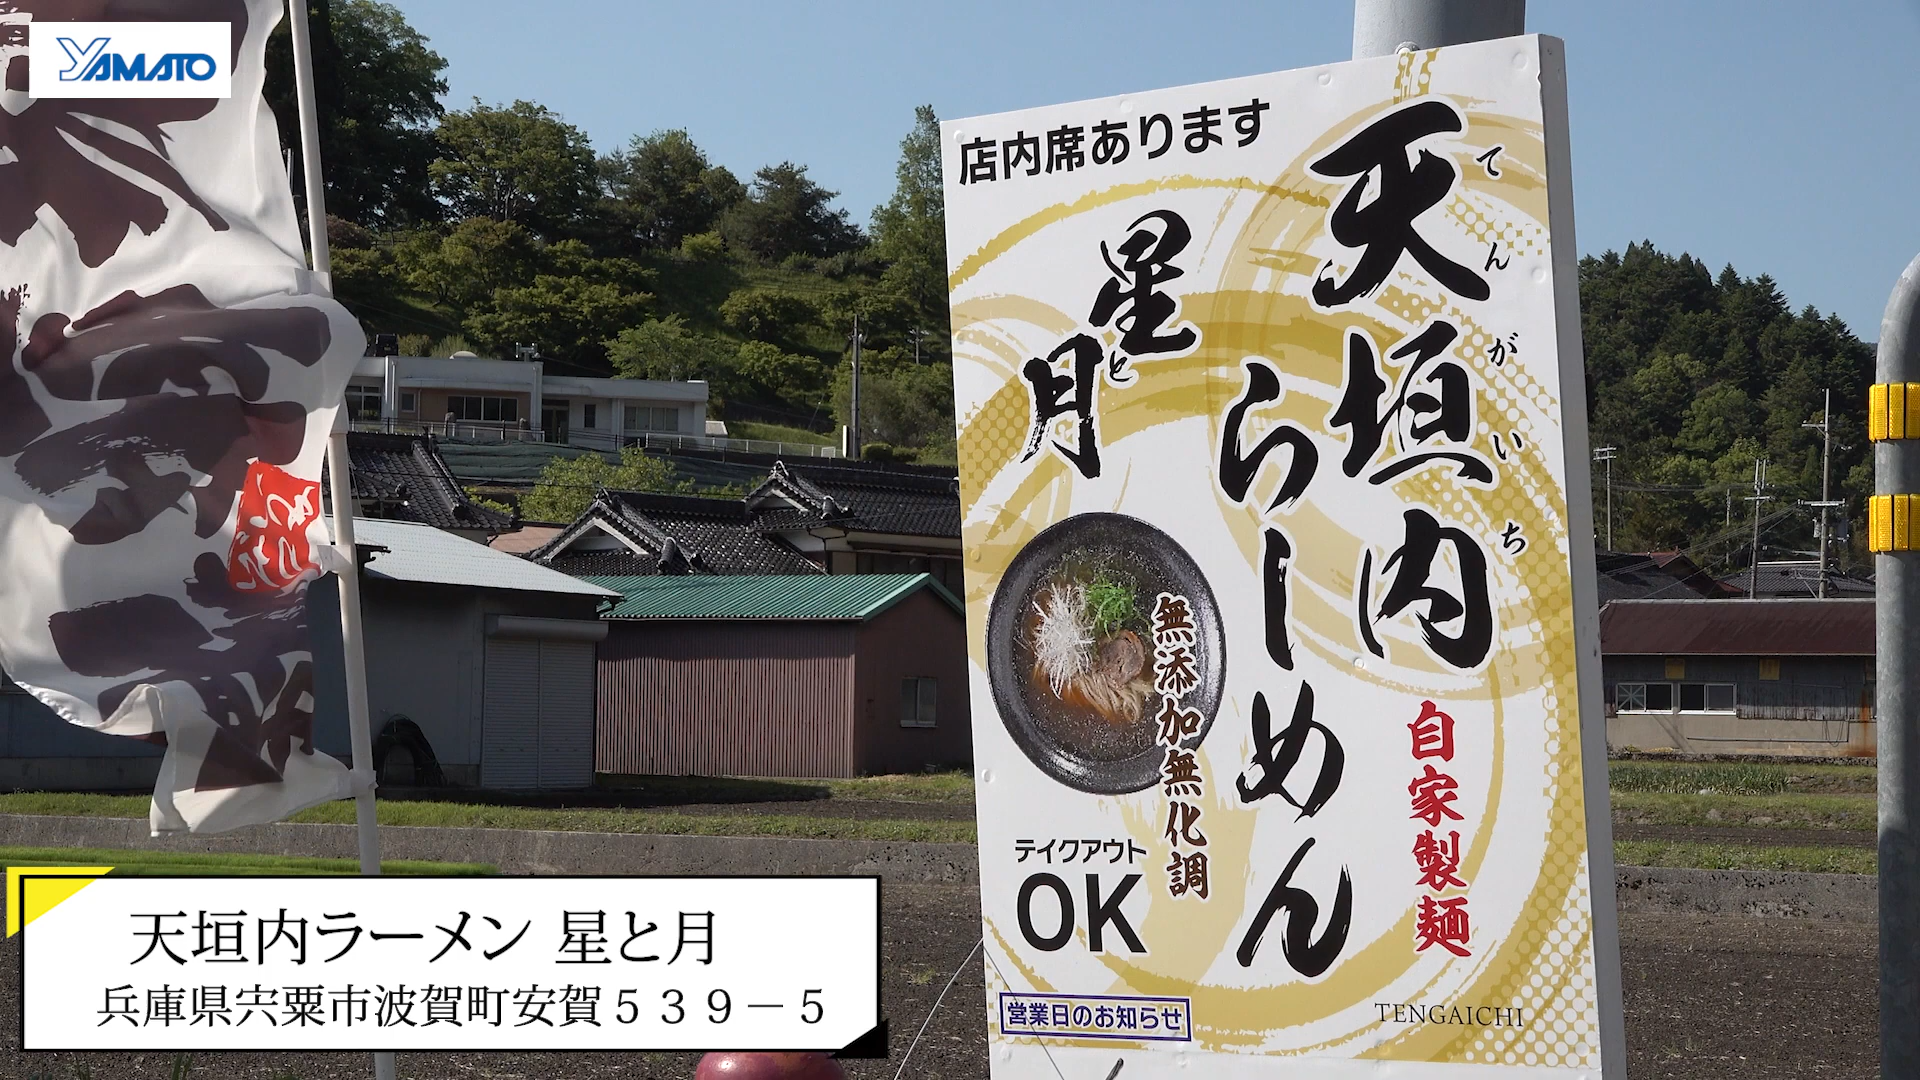 YAMATO
店内席あります
天垣内
てんがいち
らーめん
星と月
自家製麺
無添加無化調
テイクアウト
OK
営業日のお知らせ
TENGAICHI
天垣内ラーメン 星と月
兵庫県宍粟市波賀町安賀539－5